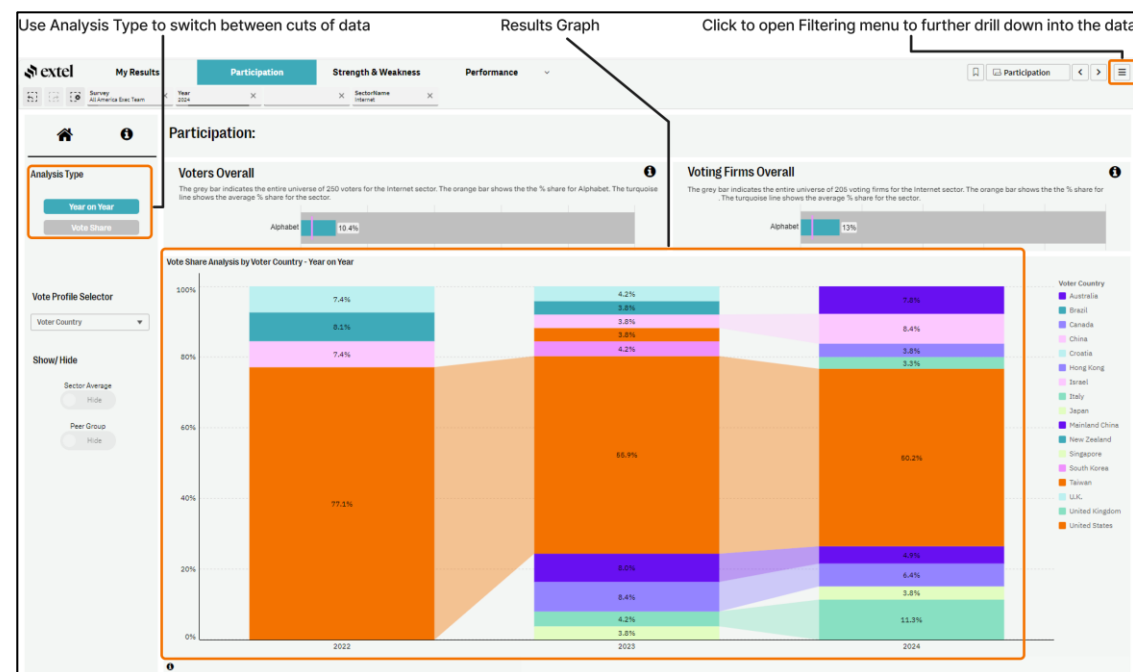 Use Analysis Type to switch between cuts of data
Results Graph
Click to open Filtering menu to further drill down into the data
extel
My Results
Participation
Strength & Weakness
Performance
Participation
Survey
All America Exec Team
Year
2024
SectorName
Internet
Participation:
Analysis Type
Year on Year
Vote Share
Vote Profile Selector
Voter Country
Show/ Hide
Sector Average
Hide
Peer Group
Hide
Voters Overall
The grey bar indicates the entire universe of 250 voters for the Internet sector. The orange bar shows the the % share for Alphabet. The turquoise
line shows the average % share for the sector.
Alphabet
10.4%
Voting Firms Overall
The grey bar indicates the entire universe of 205 voting firms for the Internet sector. The orange bar shows the the % share for
. The turquoise line shows the average % share for the sector.
Alphabet
13%
Vote Share Analysis by Voter Country - Year on Year
100%
80%
60%
40%
20%
0%
7.4%
8.1%
7.4%
77.1%
2022
4.2%
3.8%
3.8%
3.8%
4.2%
55.9%
8.0%
8.4%
4.2%
3.8%
2023
7.8%
8.4%
3.8%
3.3%
50.2%
4.9%
6.4%
3.8%
11.3%
2024
Voter Country
Australia
Brazil
Canada
China
Croatia
Hong Kong
Israel
Italy
Japan
Mainland China
New Zealand
Singapore
South Korea
Taiwan
U.K.
United Kingdom
United States